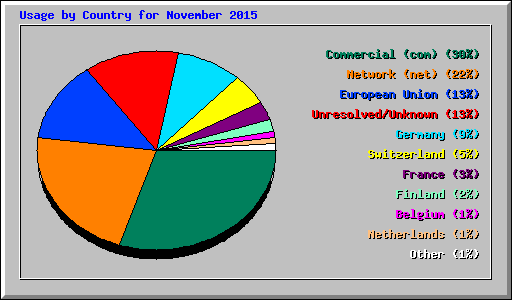 Usage by Country for November 2015
Commercial (com) (30%)
Network (net) (22%)
European Union (13%)
Unresolved/Unknown (13%)
Germany (9%)
Switzerland (5%)
France (3%)
Finland (2%)
Belgium (1%)
Netherlands (1%)
Other (1%)